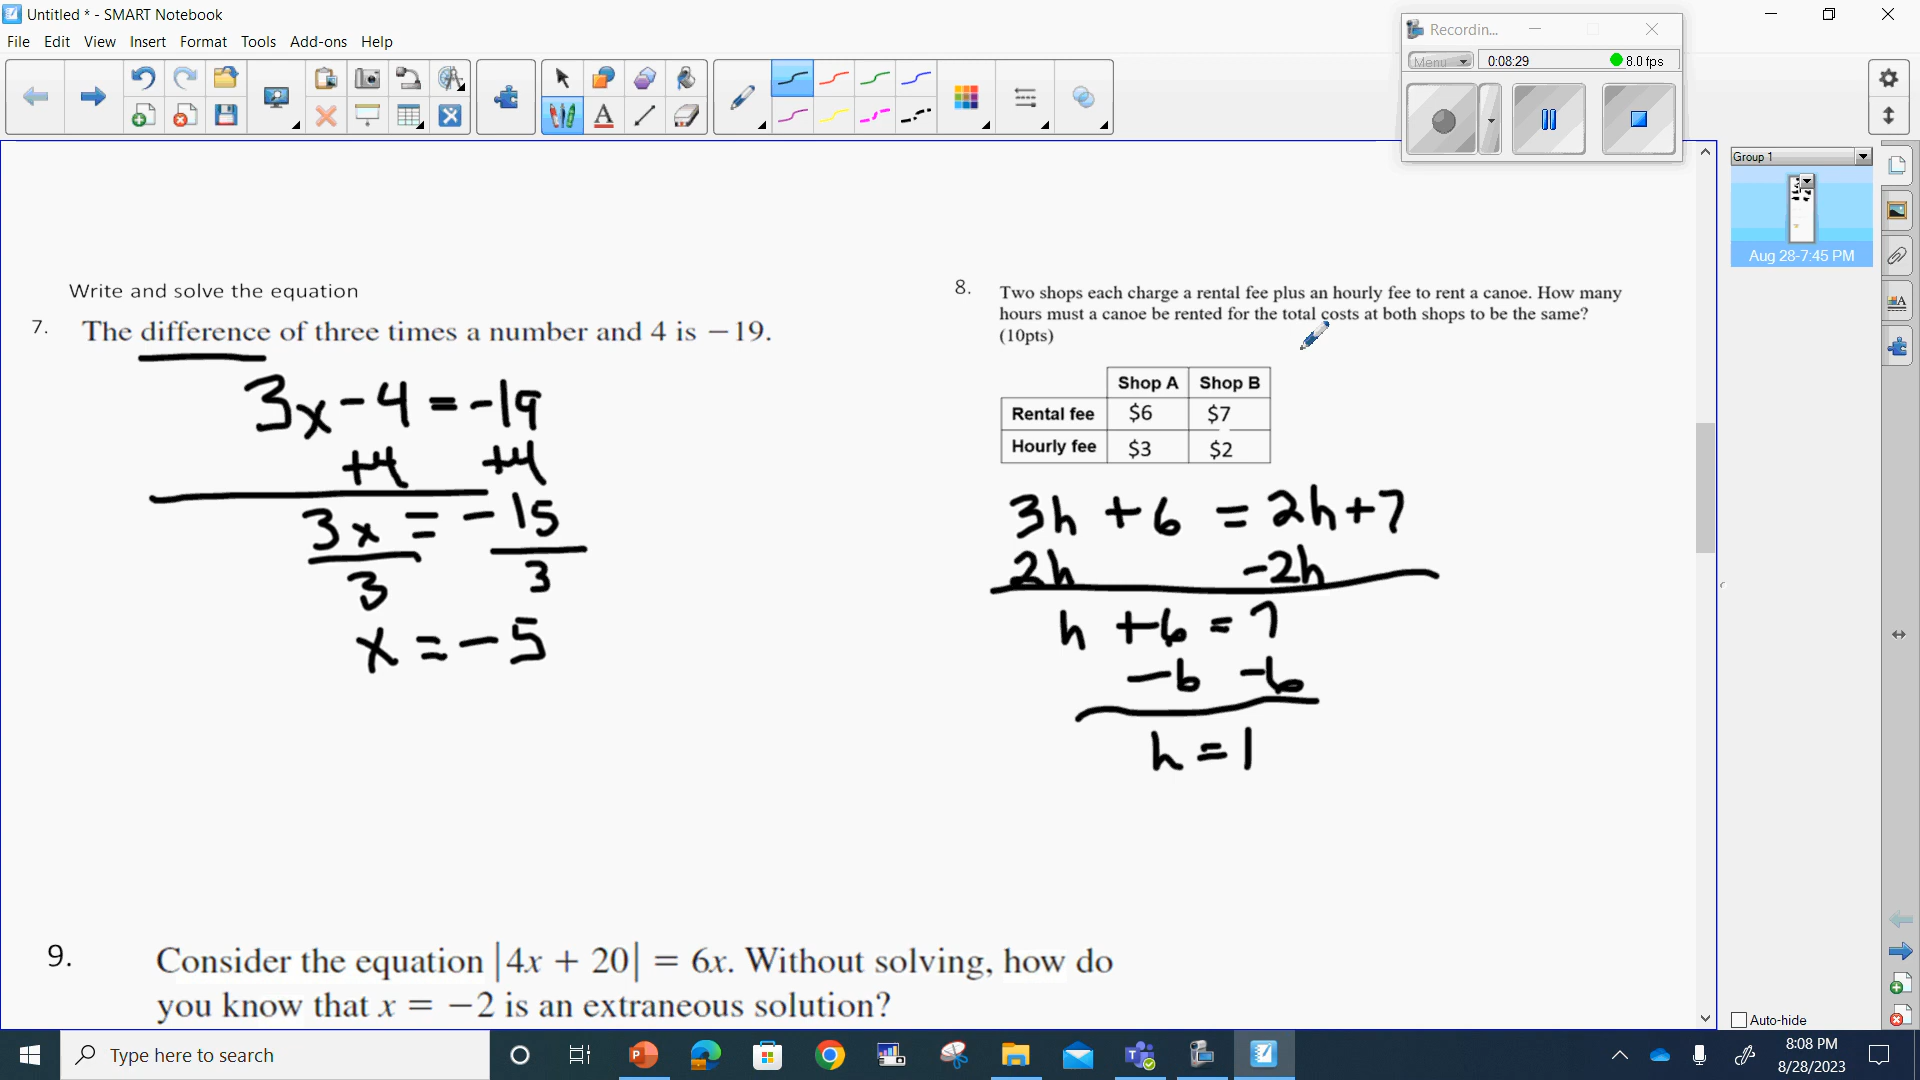 Untitled * - SMART Notebook
File Edit View Insert Format Tools Add-ons Help
Recordin...
Menu 0:08:29 8.0 fps
Group 1
Aug 28-7:45 PM
Write and solve the equation
7. The difference of three times a number and 4 is −19.
3x - 4 = -19
+4 +4
3x = -15
3 3
x = -5
8. Two shops each charge a rental fee plus an hourly fee to rent a canoe. How many
hours must a canoe be rented for the total costs at both shops to be the same?
(10pts)
Shop A Shop B
Rental fee $6 $7
Hourly fee $3 $2
3h + 6 = 2h + 7
2h -2h
h + 6 = 7
-6 -6
h = 1
9. Consider the equation |4x + 20| = 6x. Without solving, how do
you know that x = −2 is an extraneous solution?
Auto-hide
Type here to search
8:08 PM
8/28/2023